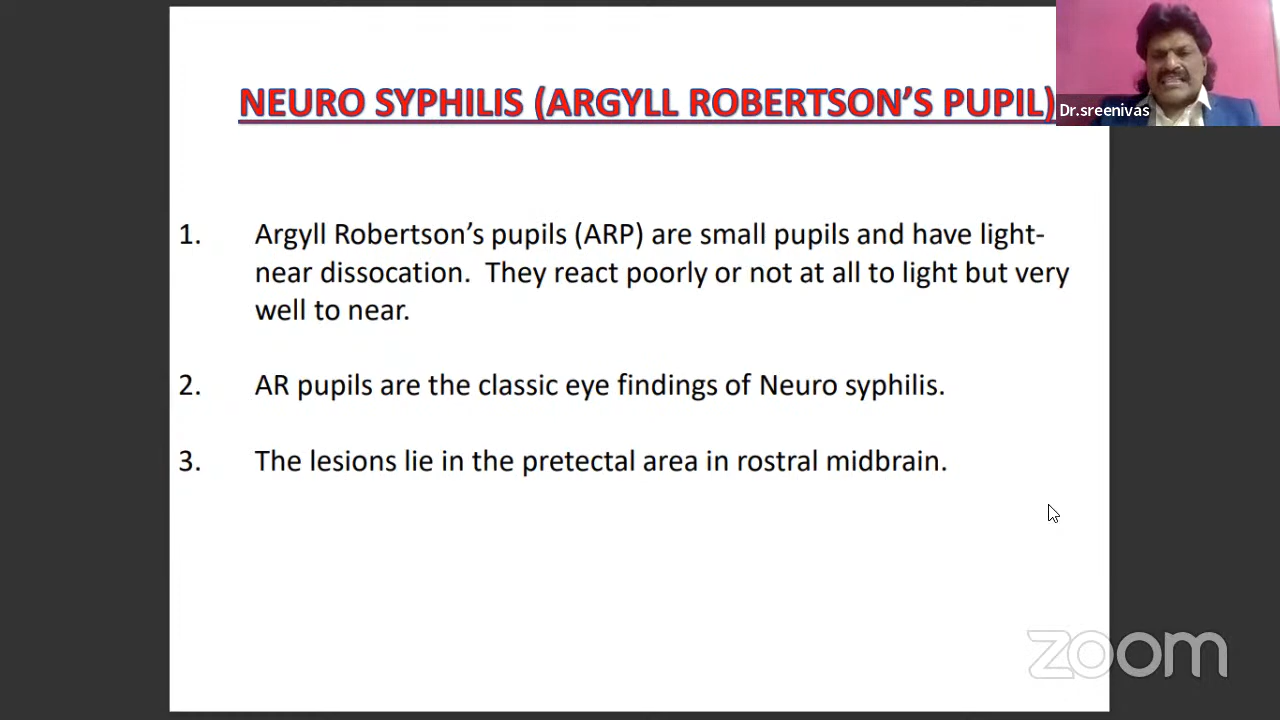 NEURO SYPHILIS (ARGYLL ROBERTSON’S PUPIL)
Dr.sreenivas
1. Argyll Robertson’s pupils (ARP) are small pupils and have light-
near dissocation. They react poorly or not at all to light but very
well to near.
2. AR pupils are the classic eye findings of Neuro syphilis.
3. The lesions lie in the pretectal area in rostral midbrain.
zoom